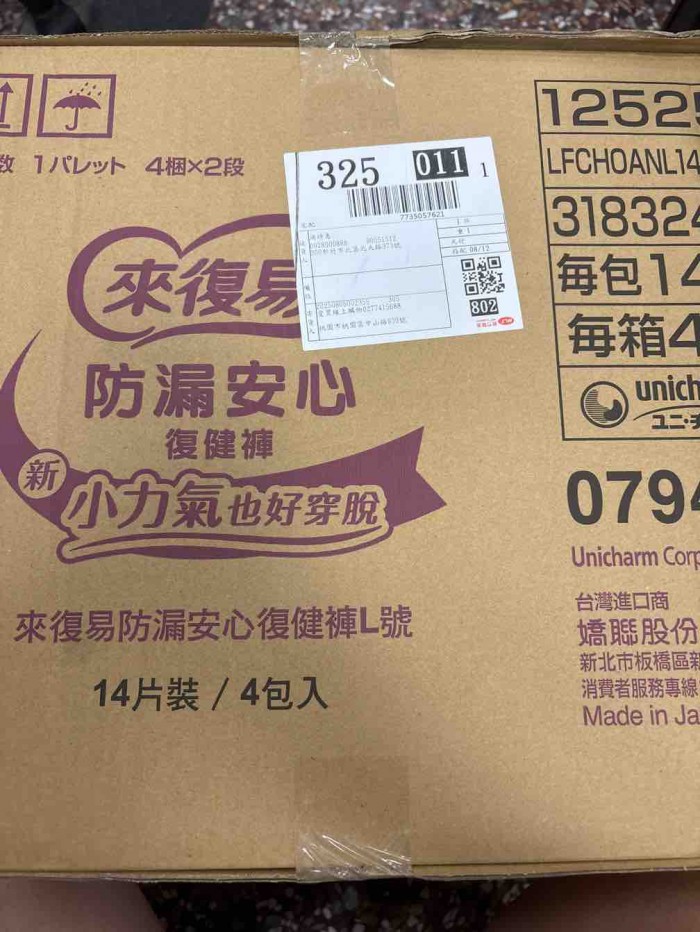 数 1パレット 4梱×2段
325 011 1
7735057621
802
來復易
防漏安心
復健褲
新 小力氣也好穿脫
來復易防漏安心復健褲L號
14片裝 / 4包入
12525
LFCHOANL14
318324
每包14
每箱4
unich
ユニ・チ
0794
Unicharm Corp
台灣進口商
嬌聯股份
新北市板橋區新
消費者服務專線
Made in Ja